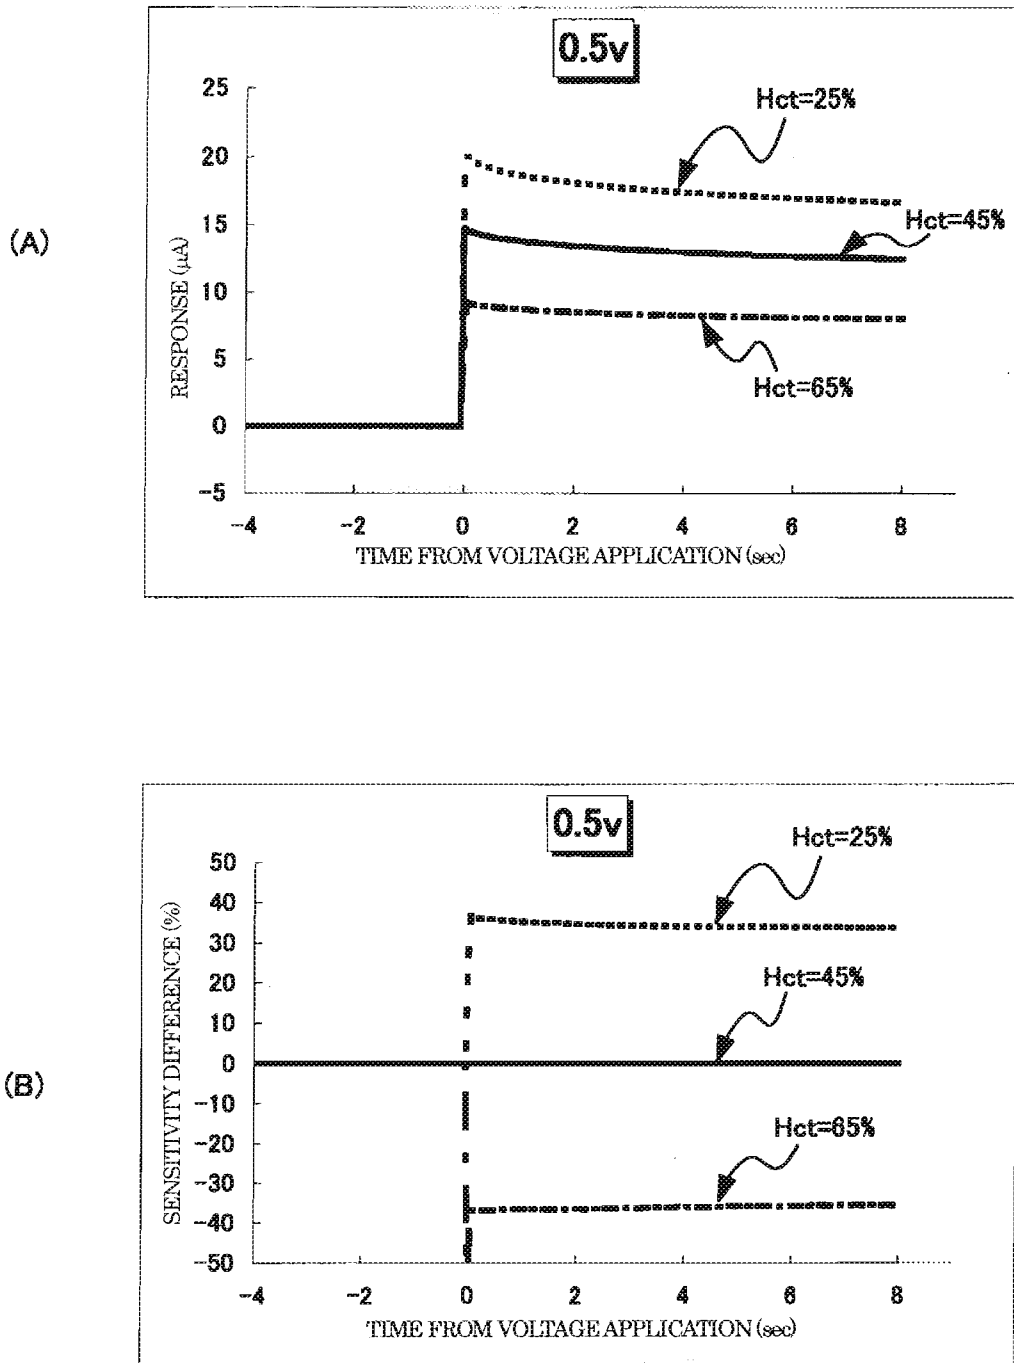 (A)
0.5v
RESPONSE (μA)
25
20
15
10
5
0
−5
−4
−2
0
2
4
6
8
TIME FROM VOLTAGE APPLICATION (sec)
Hct=25%
Hct=45%
Hct=65%
(B)
0.5v
SENSITIVITY DIFFERENCE (%)
50
40
30
20
10
0
−10
−20
−30
−40
−50
−4
−2
0
2
4
6
8
TIME FROM VOLTAGE APPLICATION (sec)
Hct=25%
Hct=45%
Hct=65%